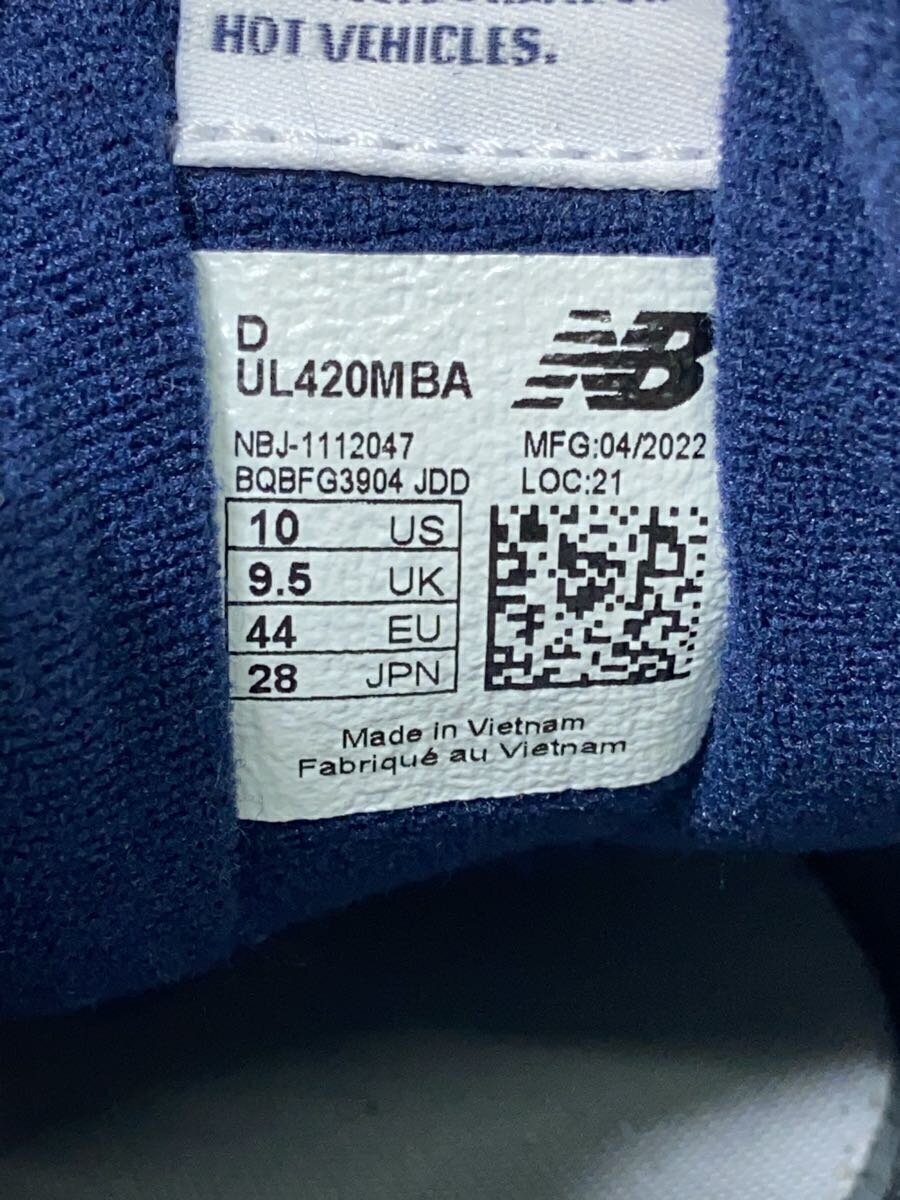 HOT VEHICLES.
D
UL420MBA
NB
NBJ-1112047 MFG:04/2022
BQBFG3904 JDD LOC:21
10 US
9.5 UK
44 EU
28 JPN
Made in Vietnam
Fabriqué au Vietnam